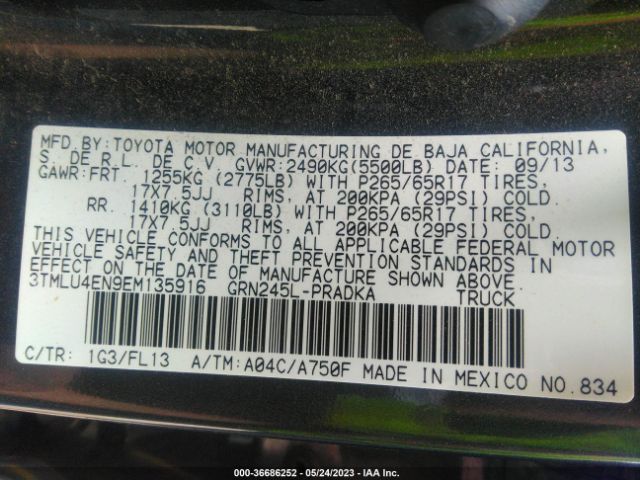 MFD.BY:TOYOTA MOTOR MANUFACTURING DE BAJA CALIFORNIA,
S. DE R.L. DE C.V. GVWR:2490KG(5500LB) DATE: 09/13
GAWR:FRT. 1255KG (2775LB) WITH P265/65R17 TIRES,
17X7.5JJ RIMS, AT 200KPA (29PSI) COLD.
RR. 1410KG (3110LB) WITH P265/65R17 TIRES,
17X7.5JJ RIMS, AT 200KPA (29PSI) COLD.
THIS VEHICLE CONFORMS TO ALL APPLICABLE FEDERAL MOTOR
VEHICLE SAFETY AND THEFT PREVENTION STANDARDS IN
EFFECT ON THE DATE OF MANUFACTURE SHOWN ABOVE.
3TMLU4EN9EM135916 GRN245L-PRADKA TRUCK
C/TR: 1G3/FL13 A/TM:A04C/A750F MADE IN MEXICO NO.834
000-36686252 - 05/24/2023 - IAA Inc.